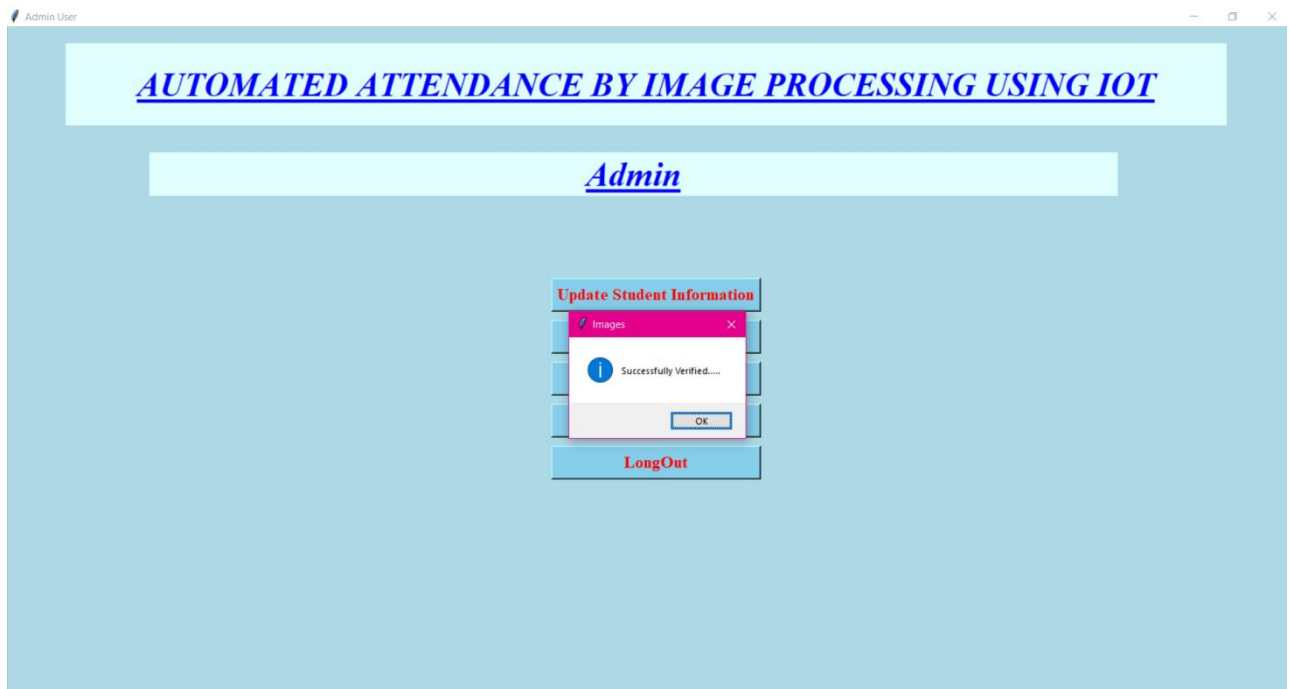 Admin User
AUTOMATED ATTENDANCE BY IMAGE PROCESSING USING IOT
Admin
Update Student Information
Images
Successfully Verified.....
OK
LongOut